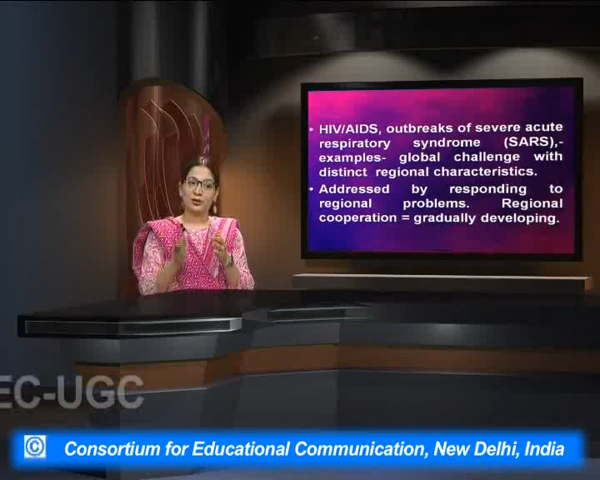 • HIV/AIDS, outbreaks of severe acute
respiratory syndrome (SARS),-
examples- global challenge with
distinct regional characteristics.
• Addressed by responding to
regional problems. Regional
cooperation = gradually developing.
EC-UGC
© Consortium for Educational Communication, New Delhi, India